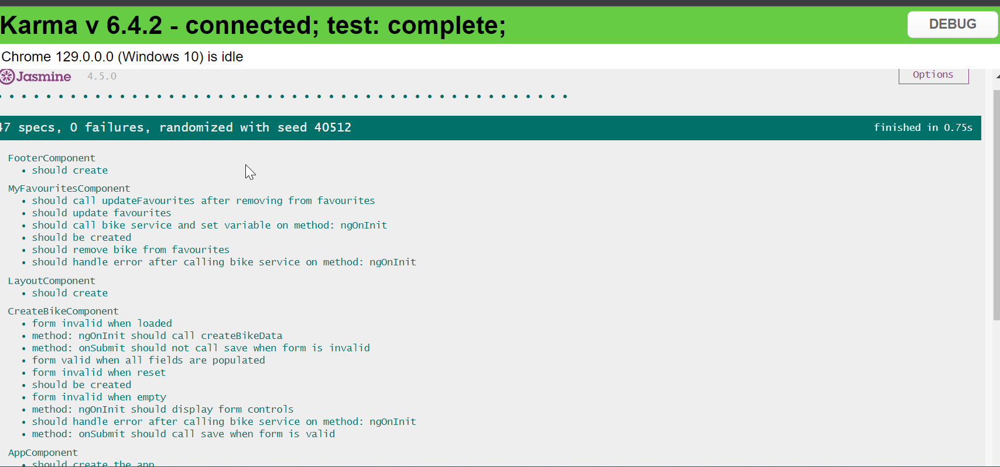 Karma v 6.4.2 - connected; test: complete;
DEBUG
Chrome 129.0.0.0 (Windows 10) is idle
Jasmine 4.5.0
Options
47 specs, 0 failures, randomized with seed 40512
finished in 0.75s
FooterComponent
• should create
MyFavouritesComponent
• should call updateFavourites after removing from favourites
• should update favourites
• should call bike service and set variable on method: ngOnInit
• should be created
• should remove bike from favourites
• should handle error after calling bike service on method: ngOnInit
LayoutComponent
• should create
CreateBikeComponent
• form invalid when loaded
• method: ngOnInit should call createBikeData
• method: onSubmit should not call save when form is invalid
• form valid when all fields are populated
• form invalid when reset
• should be created
• form invalid when empty
• method: ngOnInit should display form controls
• should handle error after calling bike service on method: ngOnInit
• method: onSubmit should call save when form is valid
AppComponent
• should create the app